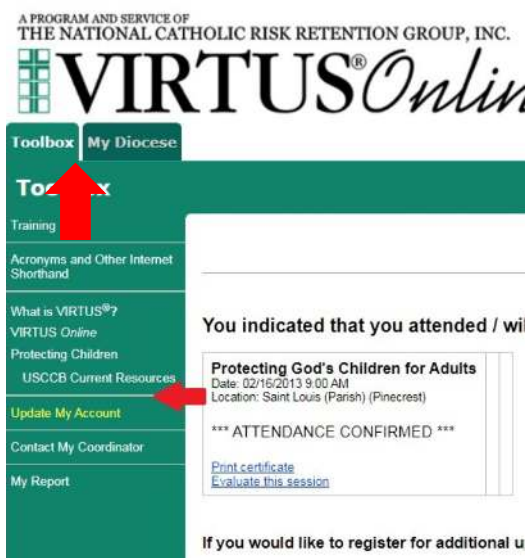 A PROGRAM AND SERVICE OF
THE NATIONAL CATHOLIC RISK RETENTION GROUP, INC.
VIRTUS®
Toolbox
My Diocese
Training
Acronyms and Other Internet
Shorthand
What is VIRTUS®?
VIRTUS Online
Protecting Children
USCCB Current Resources
Update My Account
Contact My Coordinator
My Report
You indicated that you attended /
Protecting God's Children for Adults
Date: 02/16/2013 9:00 AM
Location: Saint Louis (Parish) (Pinecrest)
*** ATTENDANCE CONFIRMED ***
Print certificate
Evaluate this session
If you would like to register for additional